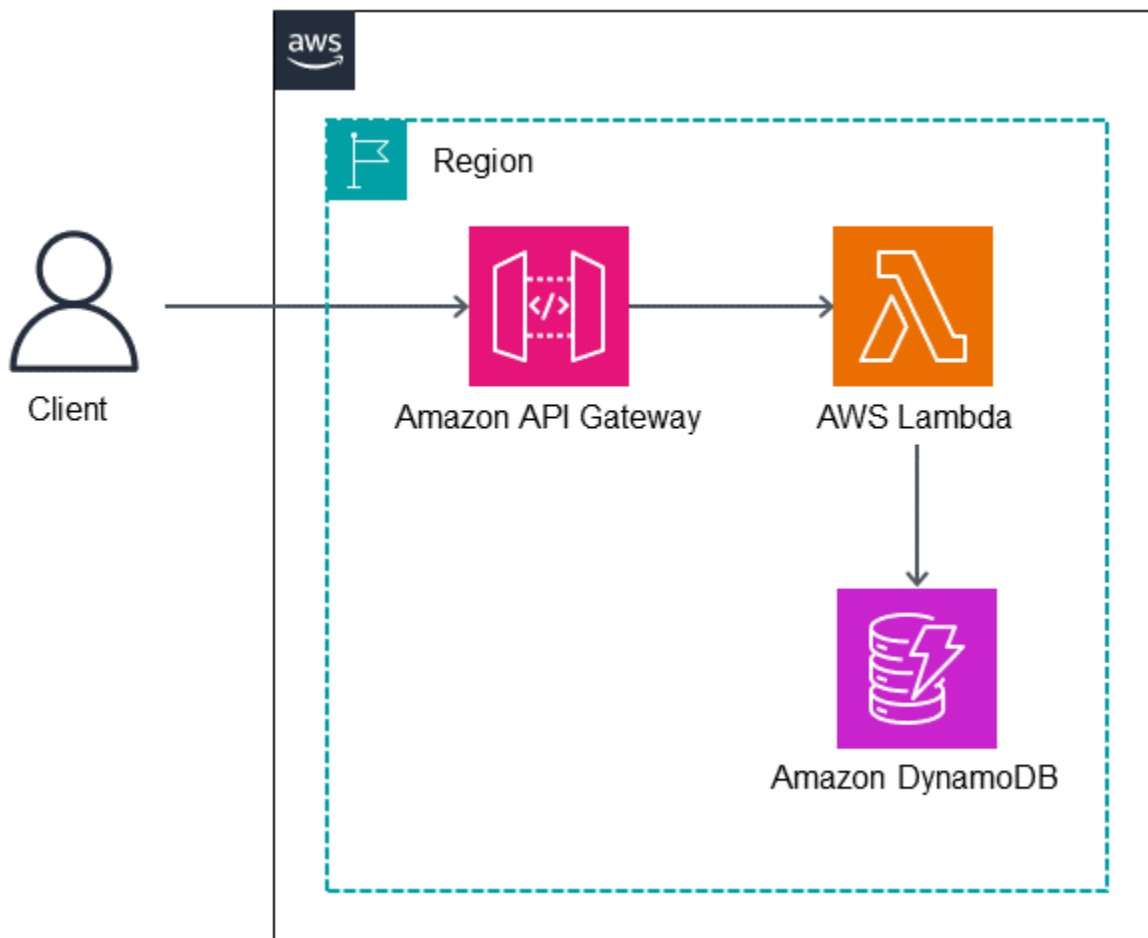 aws
Region
</>
Client
Amazon API Gateway
AWS Lambda
Amazon DynamoDB